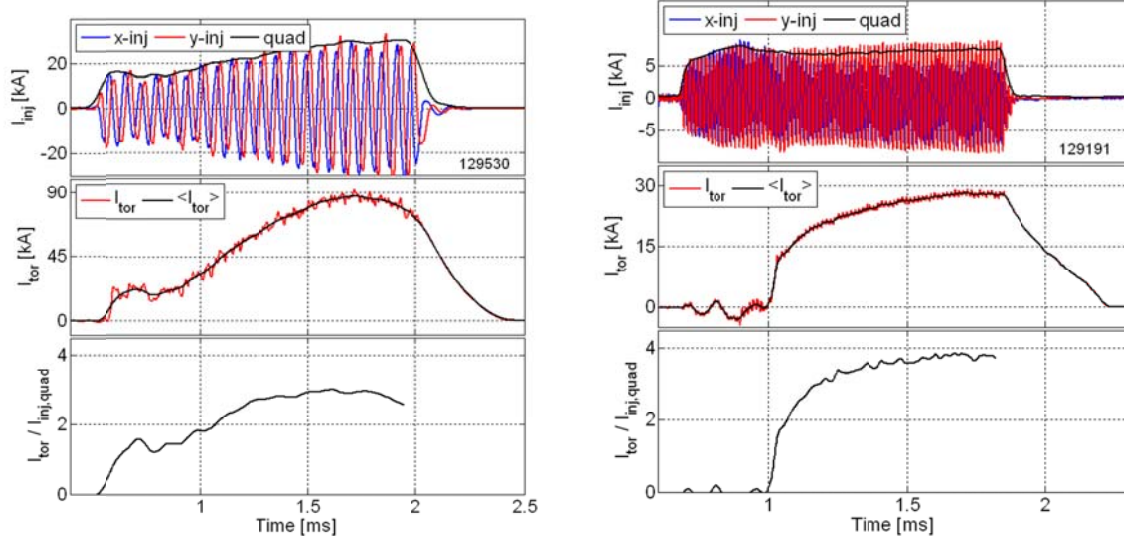 x-inj y-inj quad
I_inj [kA]
20
0
-20
129530
I_tor <I_tor>
I_tor [kA]
90
45
0
I_tor / I_inj,quad
4
2
0
1 1.5 2 2.5
Time [ms]
x-inj y-inj quad
I_inj [kA]
5
0
-5
129191
I_tor <I_tor>
I_tor [kA]
30
15
0
I_tor / I_inj,quad
4
2
0
1 1.5 2
Time [ms]